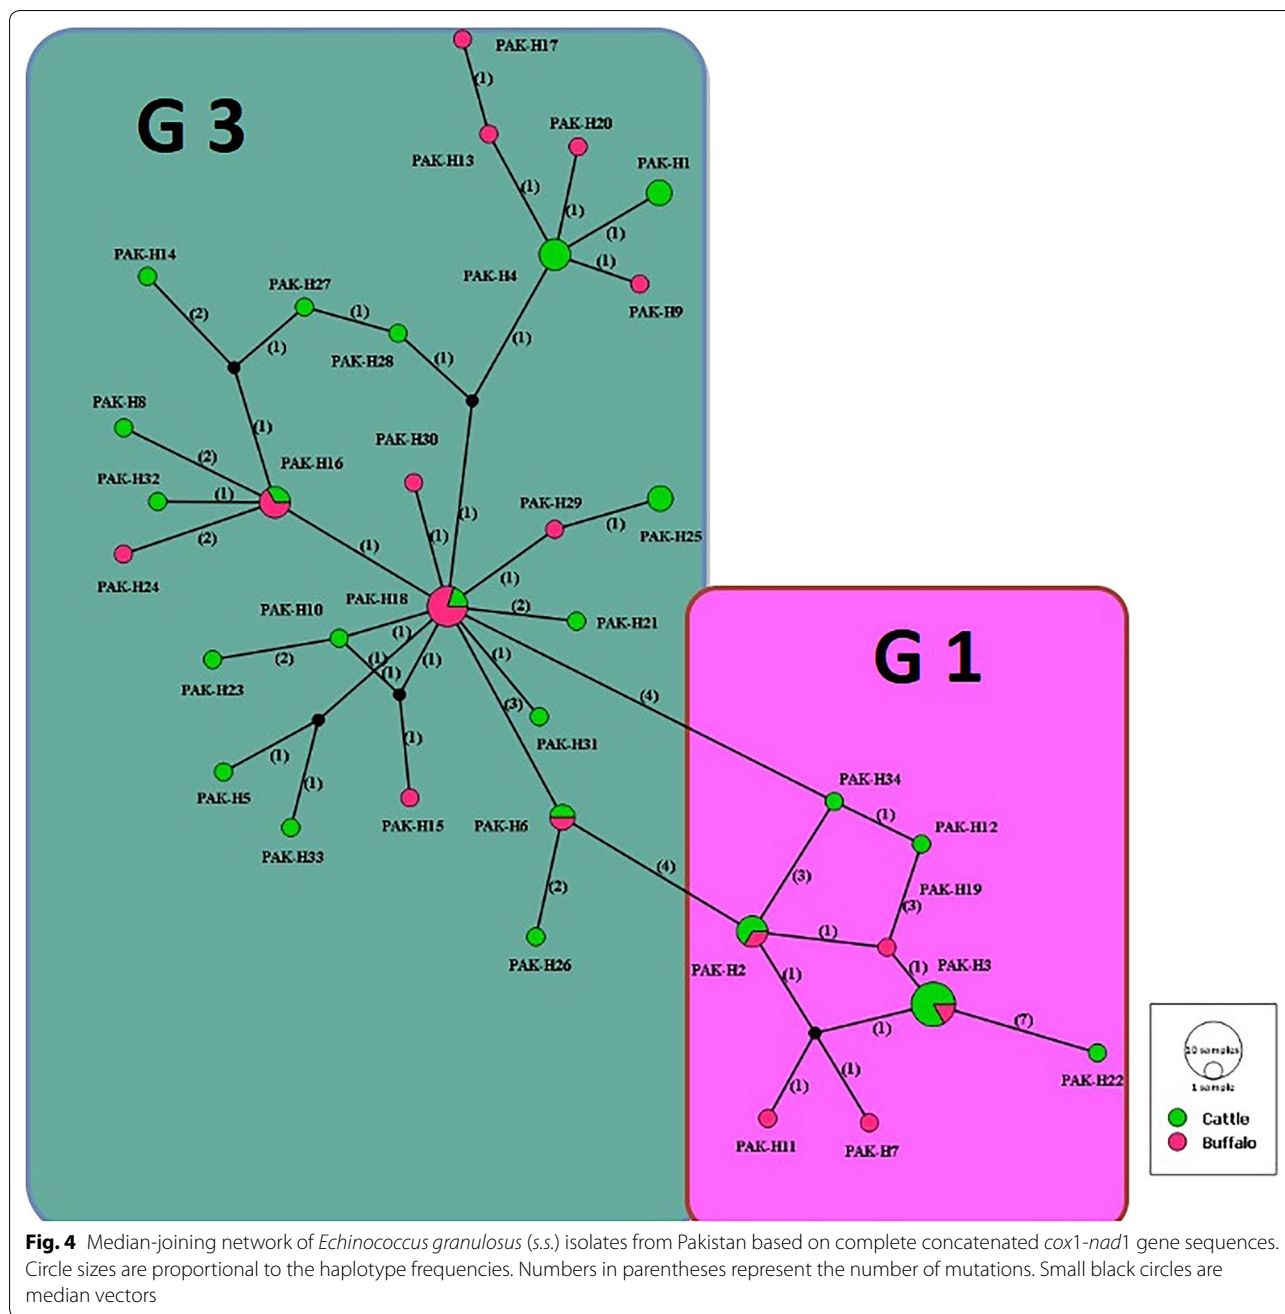 G 3
PAK-H17
(1)
PAK-H13
PAK-H20
PAK-H1
(1)
(1)
(1)
(1)
PAK-H4
PAK-H9
PAK-H14
PAK-H27
(2)
(1)
(1)
PAK-H28
(1)
(1)
PAK-H8
(1)
PAK-H30
(2)
PAK-H16
PAK-H32
(1)
(2)
PAK-H24
(1)
(1)
(1)
PAK-H29
(1)
PAK-H25
(1)
PAK-H10
PAK-H18
(2)
PAK-H21
(1)
(2)
PAK-H23
(1)
(1)
(1)
(1)
(3)
(4)
G 1
PAK-H31
(1)
(1)
(1)
PAK-H5
PAK-H33
PAK-H15
PAK-H6
PAK-H34
(1)
PAK-H12
(4)
(2)
(3)
PAK-H19
(3)
PAK-H26
(1)
PAK-H2
(1)
(1)
PAK-H3
(1)
(7)
(1)
(1)
PAK-H22
PAK-H11
PAK-H7
10 samples
1 sample
Cattle
Buffalo
Fig. 4 Median-joining network of Echinococcus granulosus (s.s.) isolates from Pakistan based on complete concatenated cox1-nad1 gene sequences.
Circle sizes are proportional to the haplotype frequencies. Numbers in parentheses represent the number of mutations. Small black circles are
median vectors